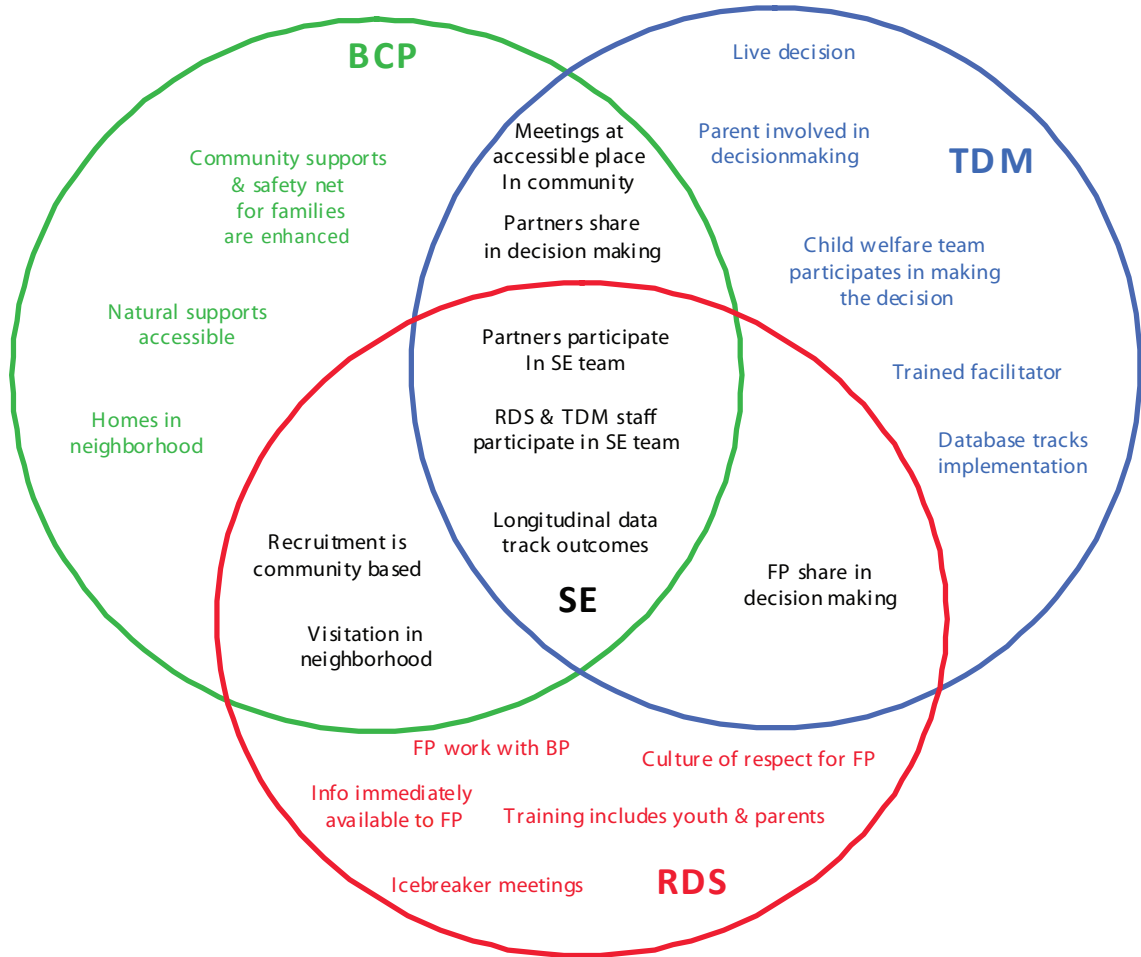 BCP
Community supports
& safety net
for families
are enhanced
Natural supports
accessible
Homes in
neighborhood
Meetings at
accessible place
In community
Partners share
in decision making
Live decision
Parent involved in
decisionmaking
TDM
Child welfare team
participates in making
the decision
Trained facilitator
Database tracks
implementation
Partners participate
In SE team
RDS & TDM staff
participate in SE team
Longitudinal data
track outcomes
SE
Recruitment is
community based
Visitation in
neighborhood
FP share in
decision making
FP work with BP
Culture of respect for FP
Info immediately
available to FP
Training includes youth & parents
Icebreaker meetings
RDS